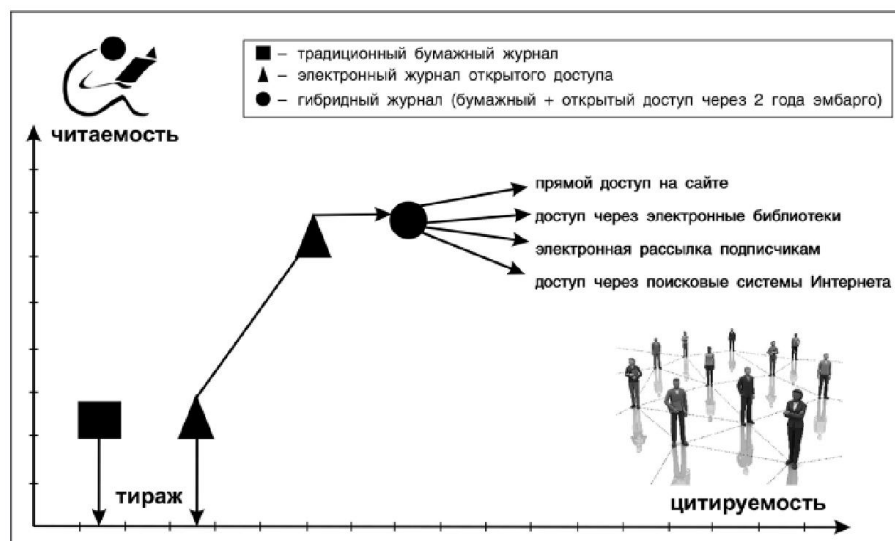 – традиционный бумажный журнал
– электронный журнал открытого доступа
– гибридный журнал (бумажный + открытый доступ через 2 года эмбарго)
читаемость
прямой доступ на сайте
доступ через электронные библиотеки
электронная рассылка подписчикам
доступ через поисковые системы Интернета
тираж
цитируемость